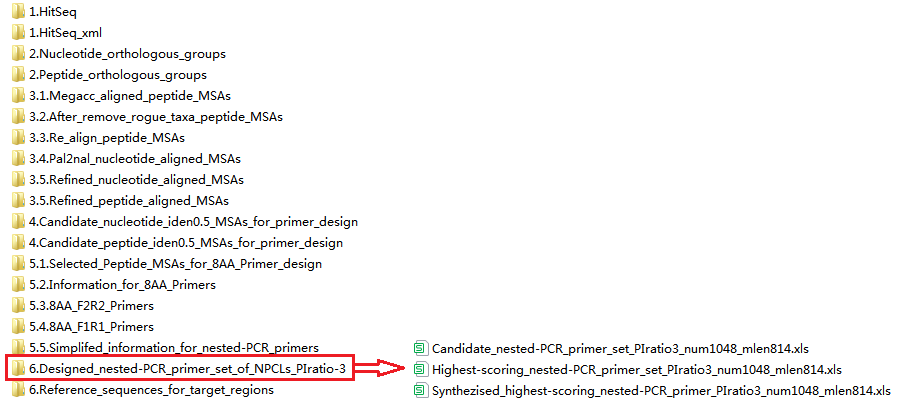 1.HitSeq
1.HitSeq_xml
2.Nucleotide_orthologous_groups
2.Peptide_orthologous_groups
3.1.Megacc_aligned_peptide_MSAs
3.2.After_remove_rogue_taxa_peptide_MSAs
3.3.Re_align_peptide_MSAs
3.4.Pal2nal_nucleotide_aligned_MSAs
3.5.Refined_nucleotide_aligned_MSAs
3.5.Refined_peptide_aligned_MSAs
4.Candidate_nucleotide_iden0.5_MSAs_for_primer_design
4.Candidate_peptide_iden0.5_MSAs_for_primer_design
5.1.Selected_Peptide_MSAs_for_8AA_Primer_design
5.2.Information_for_8AA_Primers
5.3.8AA_F2R2_Primers
5.4.8AA_F1R1_Primers
5.5.Simplifed_information_for_nested-PCR_primers
6.Designed_nested-PCR_primer_set_of_NPCLs_PIratio-3
6.Reference_sequences_for_target_regions
Candidate_nested-PCR_primer_set_PIratio3_num1048_mlen814.xls
Highest-scoring_nested-PCR_primer_set_PIratio3_num1048_mlen814.xls
Synthezised_highest-scoring_nested-PCR_primer_PIratio3_num1048_mlen814.xls